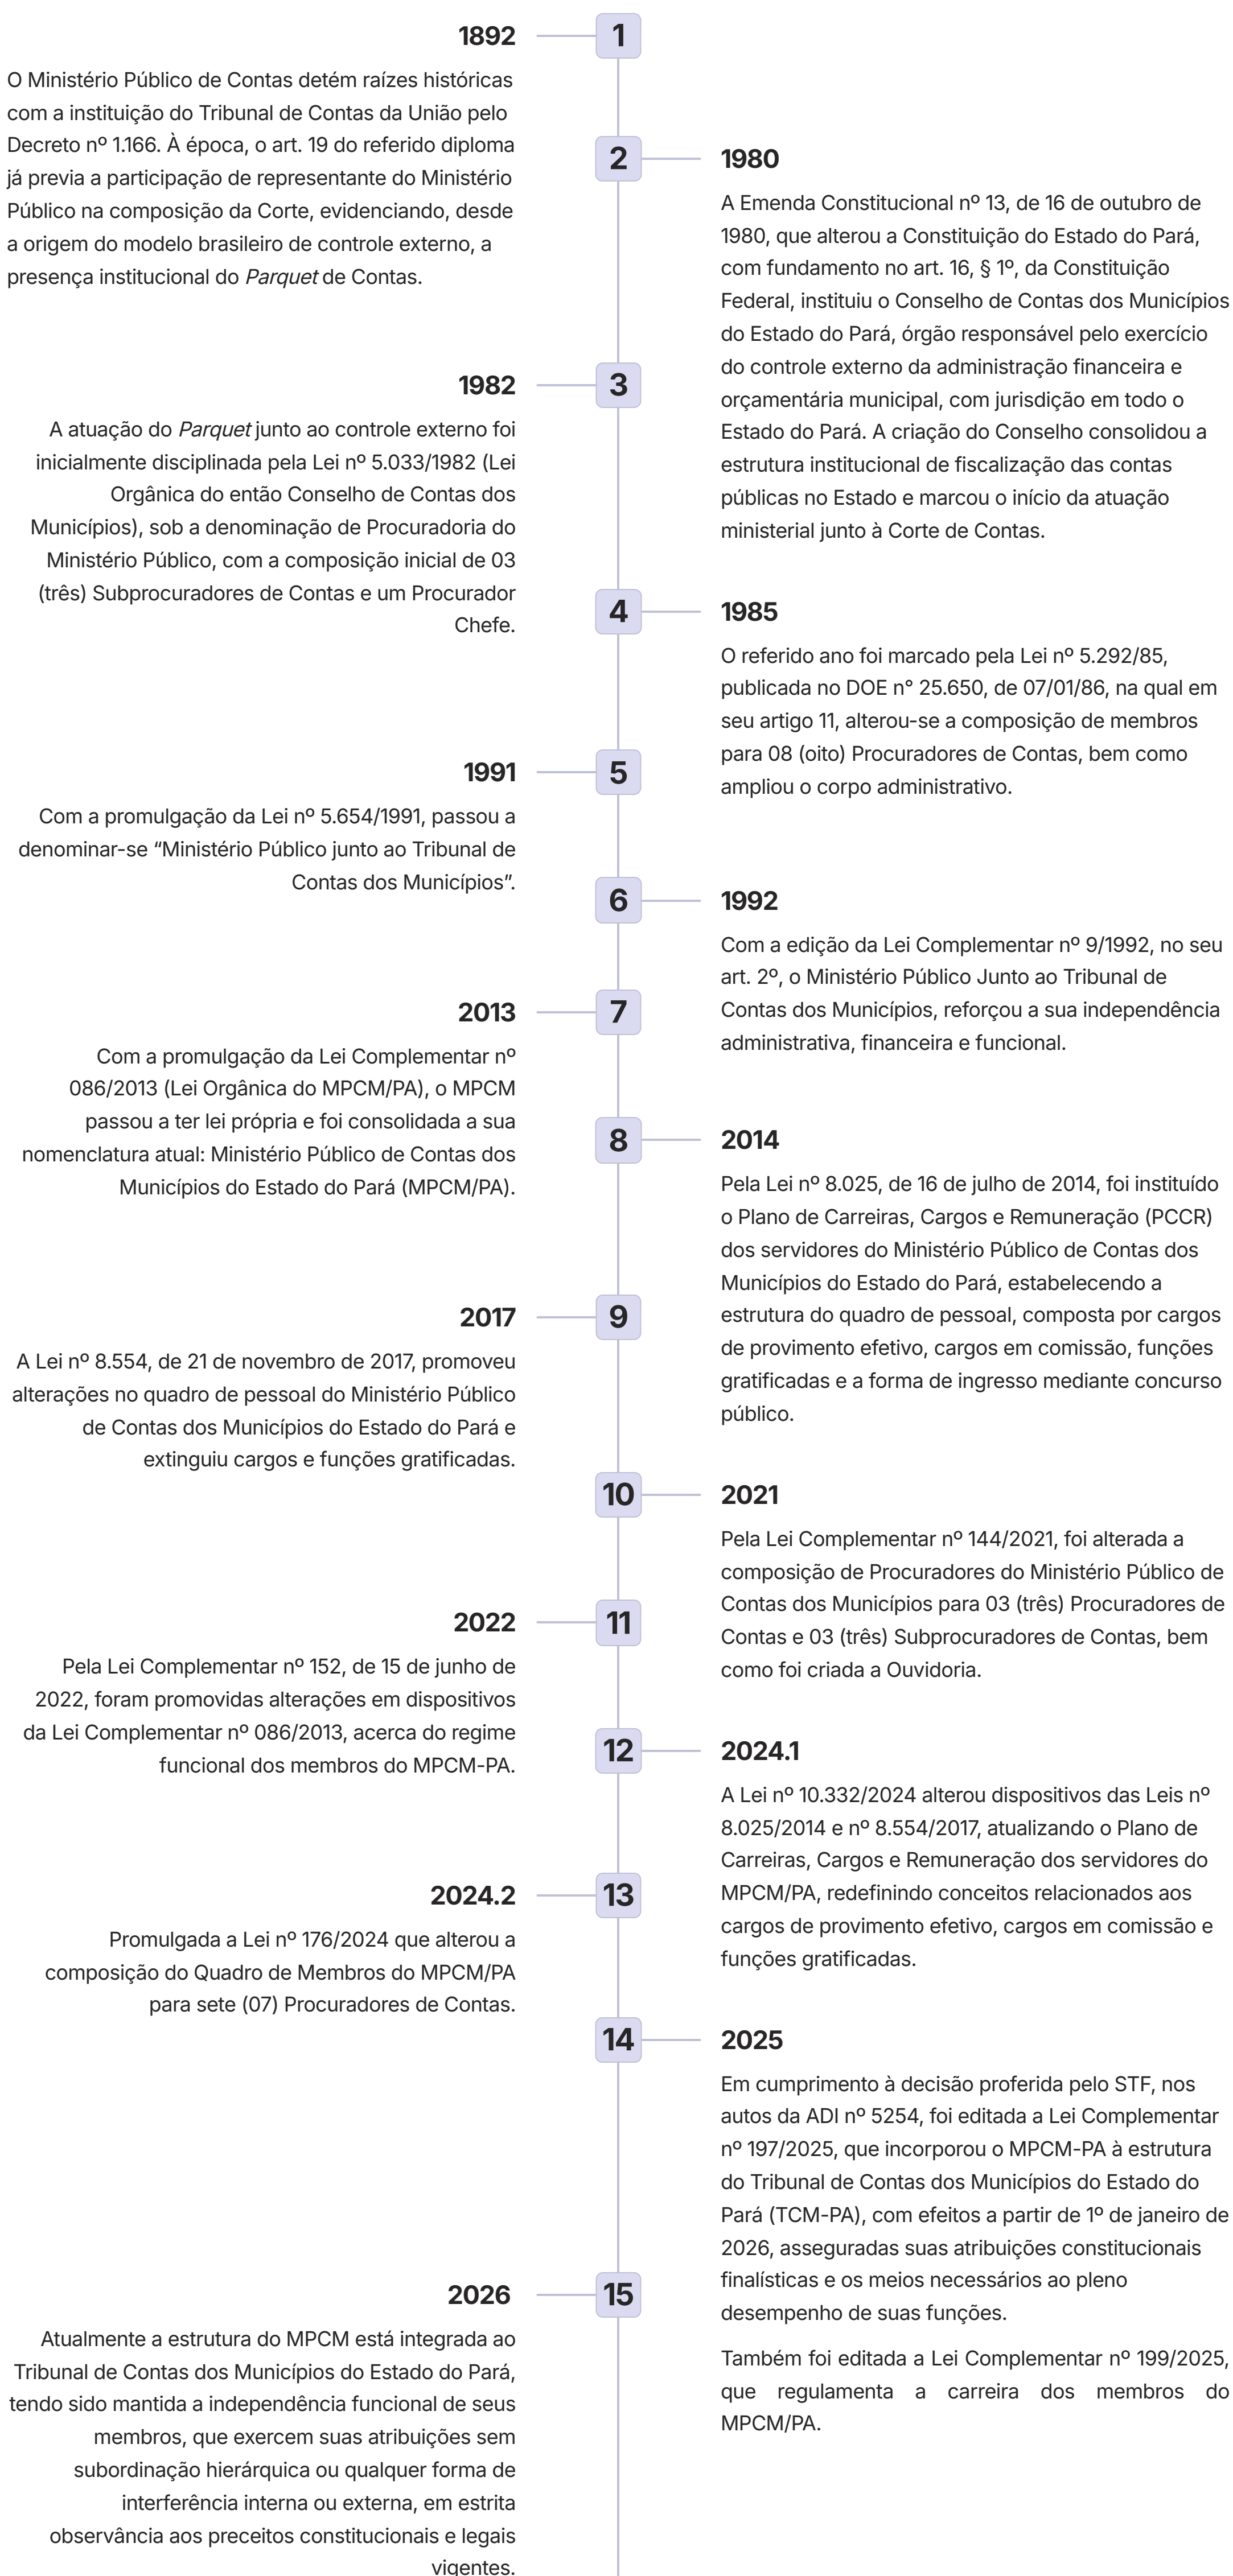 1892
1
O Ministério Público de Contas detém raízes históricas
com a instituição do Tribunal de Contas da União pelo
Decreto nº 1.166. À época, o art. 19 do referido diploma
já previa a participação de representante do Ministério
Público na composição da Corte, evidenciando, desde
a origem do modelo brasileiro de controle externo, a
presença institucional do Parquet de Contas.
2
1980
A Emenda Constitucional nº 13, de 16 de outubro de
1980, que alterou a Constituição do Estado do Pará,
com fundamento no art. 16, § 1º, da Constituição
Federal, instituiu o Conselho de Contas dos Municípios
do Estado do Pará, órgão responsável pelo exercício
do controle externo da administração financeira e
orçamentária municipal, com jurisdição em todo o
Estado do Pará. A criação do Conselho consolidou a
estrutura institucional de fiscalização das contas
públicas no Estado e marcou o início da atuação
ministerial junto à Corte de Contas.
1982
3
A atuação do Parquet junto ao controle externo foi
inicialmente disciplinada pela Lei nº 5.033/1982 (Lei
Orgânica do então Conselho de Contas dos
Municípios), sob a denominação de Procuradoria do
Ministério Público, com a composição inicial de 03
(três) Subprocuradores de Contas e um Procurador
Chefe.
4
1985
O referido ano foi marcado pela Lei nº 5.292/85,
publicada no DOE n° 25.650, de 07/01/86, na qual em
seu artigo 11, alterou-se a composição de membros
para 08 (oito) Procuradores de Contas, bem como
ampliou o corpo administrativo.
1991
5
Com a promulgação da Lei nº 5.654/1991, passou a
denominar-se “Ministério Público junto ao Tribunal de
Contas dos Municípios”.
6
1992
Com a edição da Lei Complementar nº 9/1992, no seu
art. 2º, o Ministério Público Junto ao Tribunal de
Contas dos Municípios, reforçou a sua independência
administrativa, financeira e funcional.
2013
7
Com a promulgação da Lei Complementar nº
086/2013 (Lei Orgânica do MPCM/PA), o MPCM
passou a ter lei própria e foi consolidada a sua
nomenclatura atual: Ministério Público de Contas dos
Municípios do Estado do Pará (MPCM/PA).
8
2014
Pela Lei nº 8.025, de 16 de julho de 2014, foi instituído
o Plano de Carreiras, Cargos e Remuneração (PCCR)
dos servidores do Ministério Público de Contas dos
Municípios do Estado do Pará, estabelecendo a
estrutura do quadro de pessoal, composta por cargos
de provimento efetivo, cargos em comissão, funções
gratificadas e a forma de ingresso mediante concurso
público.
2017
9
A Lei nº 8.554, de 21 de novembro de 2017, promoveu
alterações no quadro de pessoal do Ministério Público
de Contas dos Municípios do Estado do Pará e
extinguiu cargos e funções gratificadas.
10
2021
Pela Lei Complementar nº 144/2021, foi alterada a
composição de Procuradores do Ministério Público de
Contas dos Municípios para 03 (três) Procuradores de
Contas e 03 (três) Subprocuradores de Contas, bem
como foi criada a Ouvidoria.
2022
11
Pela Lei Complementar nº 152, de 15 de junho de
2022, foram promovidas alterações em dispositivos
da Lei Complementar nº 086/2013, acerca do regime
funcional dos membros do MPCM-PA.
12
2024.1
A Lei nº 10.332/2024 alterou dispositivos das Leis nº
8.025/2014 e nº 8.554/2017, atualizando o Plano de
Carreiras, Cargos e Remuneração dos servidores do
MPCM/PA, redefinindo conceitos relacionados aos
cargos de provimento efetivo, cargos em comissão e
funções gratificadas.
2024.2
13
Promulgada a Lei nº 176/2024 que alterou a
composição do Quadro de Membros do MPCM/PA
para sete (07) Procuradores de Contas.
14
2025
Em cumprimento à decisão proferida pelo STF, nos
autos da ADI nº 5254, foi editada a Lei Complementar
nº 197/2025, que incorporou o MPCM-PA à estrutura
do Tribunal de Contas dos Municípios do Estado do
Pará (TCM-PA), com efeitos a partir de 1º de janeiro de
2026, asseguradas suas atribuições constitucionais
finalísticas e os meios necessários ao pleno
desempenho de suas funções.
Também foi editada a Lei Complementar nº 199/2025,
que regulamenta a carreira dos membros do
MPCM/PA.
2026
15
Atualmente a estrutura do MPCM está integrada ao
Tribunal de Contas dos Municípios do Estado do Pará,
tendo sido mantida a independência funcional de seus
membros, que exercem suas atribuições sem
subordinação hierárquica ou qualquer forma de
interferência interna ou externa, em estrita
observância aos preceitos constitucionais e legais
vigentes.